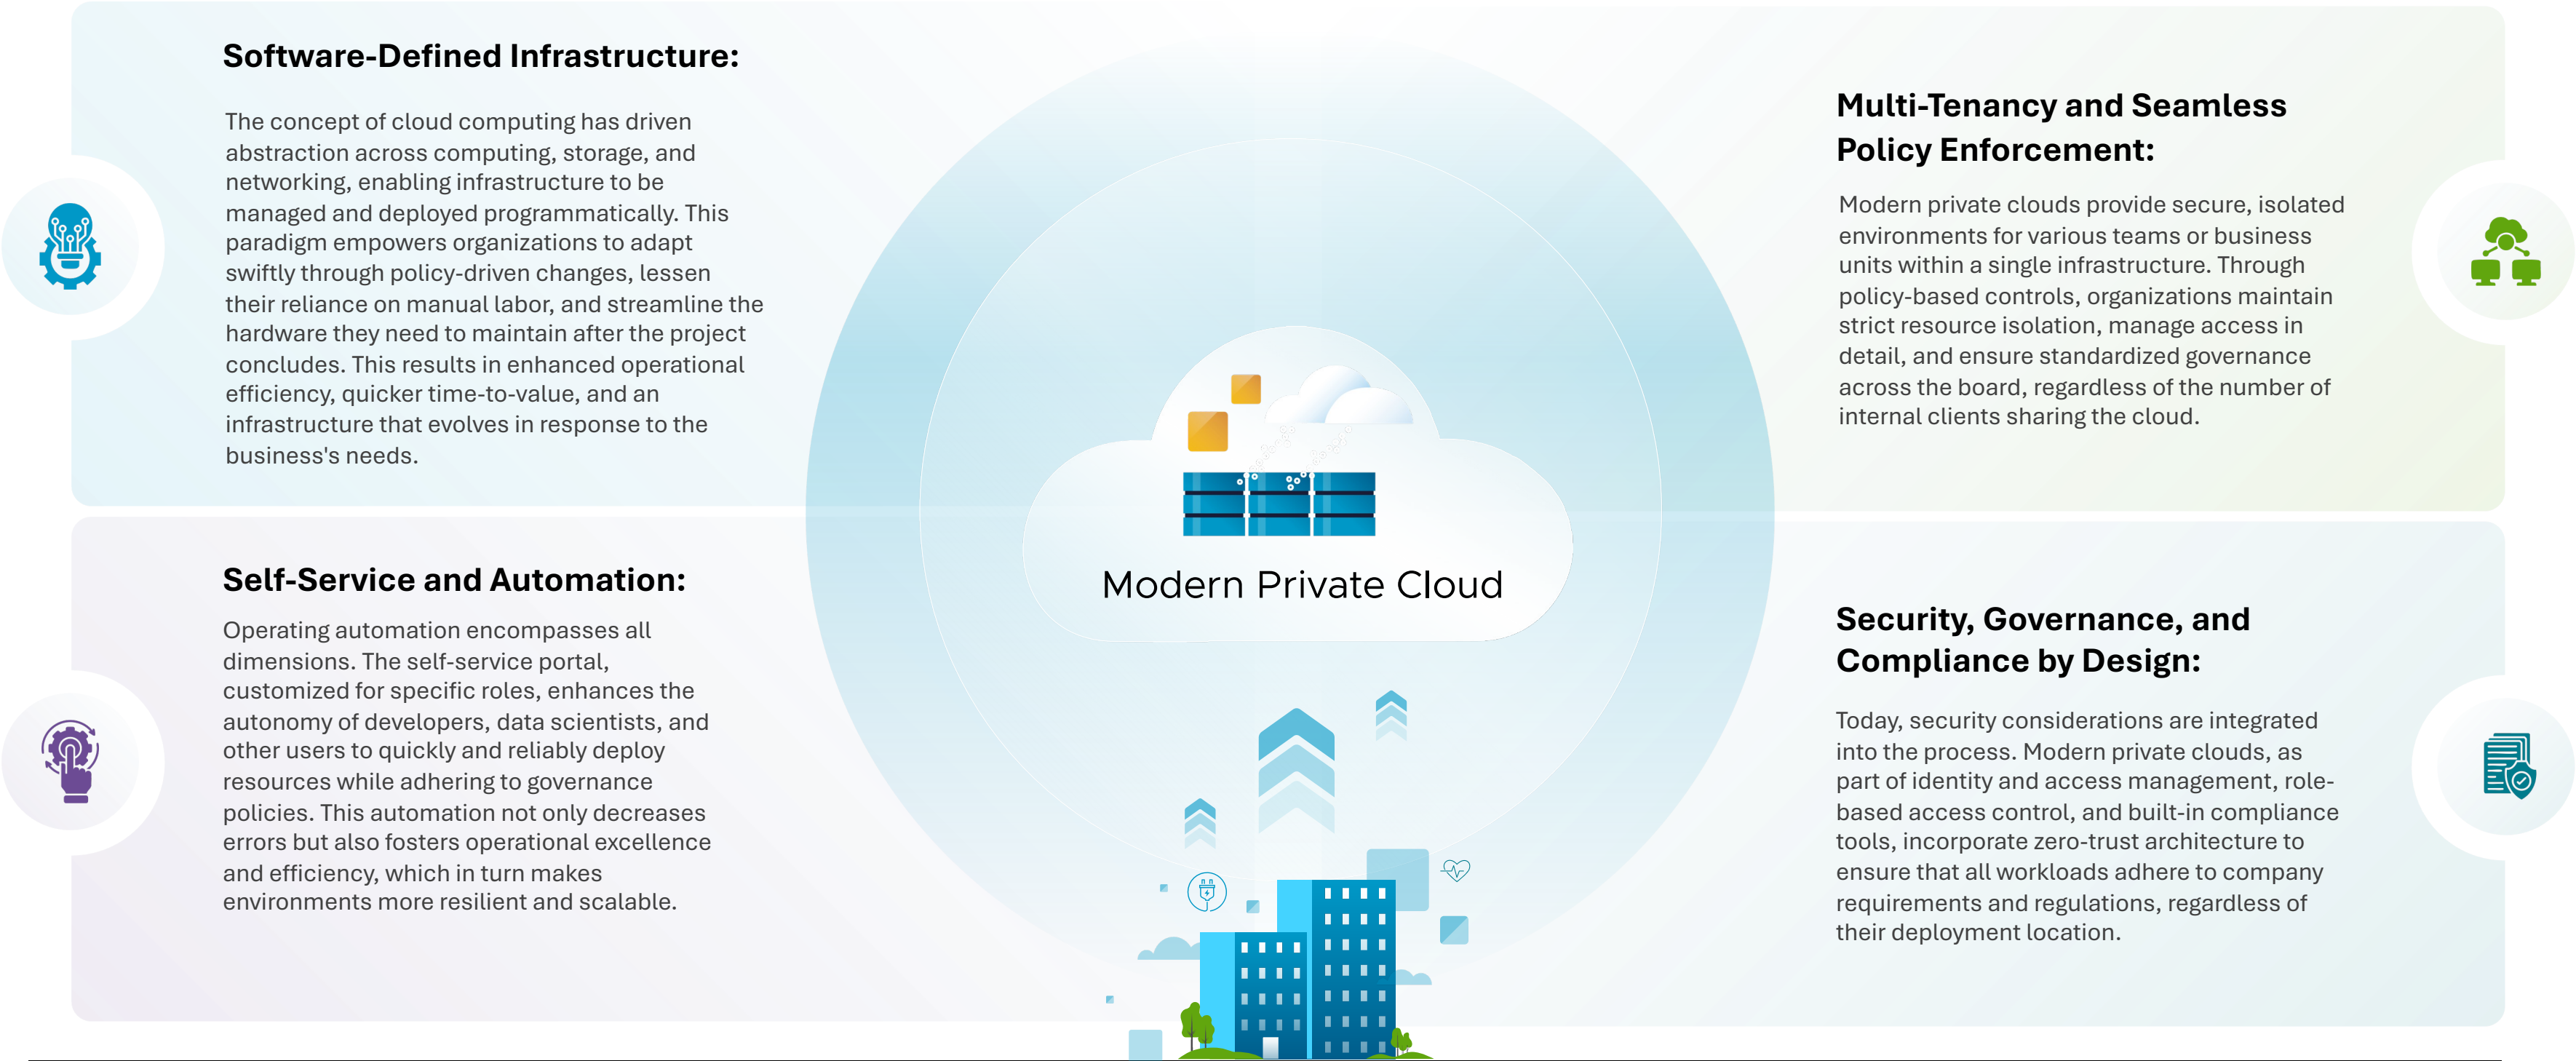 Software-Defined Infrastructure:
The concept of cloud computing has driven
abstraction across computing, storage, and
networking, enabling infrastructure to be
managed and deployed programmatically. This
paradigm empowers organizations to adapt
swiftly through policy-driven changes, lessen
their reliance on manual labor, and streamline the
hardware they need to maintain after the project
concludes. This results in enhanced operational
efficiency, quicker time-to-value, and an
infrastructure that evolves in response to the
business's needs.
Self-Service and Automation:
Operating automation encompasses all
dimensions. The self-service portal,
customized for specific roles, enhances the
autonomy of developers, data scientists, and
other users to quickly and reliably deploy
resources while adhering to governance
policies. This automation not only decreases
errors but also fosters operational excellence
and efficiency, which in turn makes
environments more resilient and scalable.
Modern Private Cloud
Multi-Tenancy and Seamless
Policy Enforcement:
Modern private clouds provide secure, isolated
environments for various teams or business
units within a single infrastructure. Through
policy-based controls, organizations maintain
strict resource isolation, manage access in
detail, and ensure standardized governance
across the board, regardless of the number of
internal clients sharing the cloud.
Security, Governance, and
Compliance by Design:
Today, security considerations are integrated
into the process. Modern private clouds, as
part of identity and access management, role-
based access control, and built-in compliance
tools, incorporate zero-trust architecture to
ensure that all workloads adhere to company
requirements and regulations, regardless of
their deployment location.